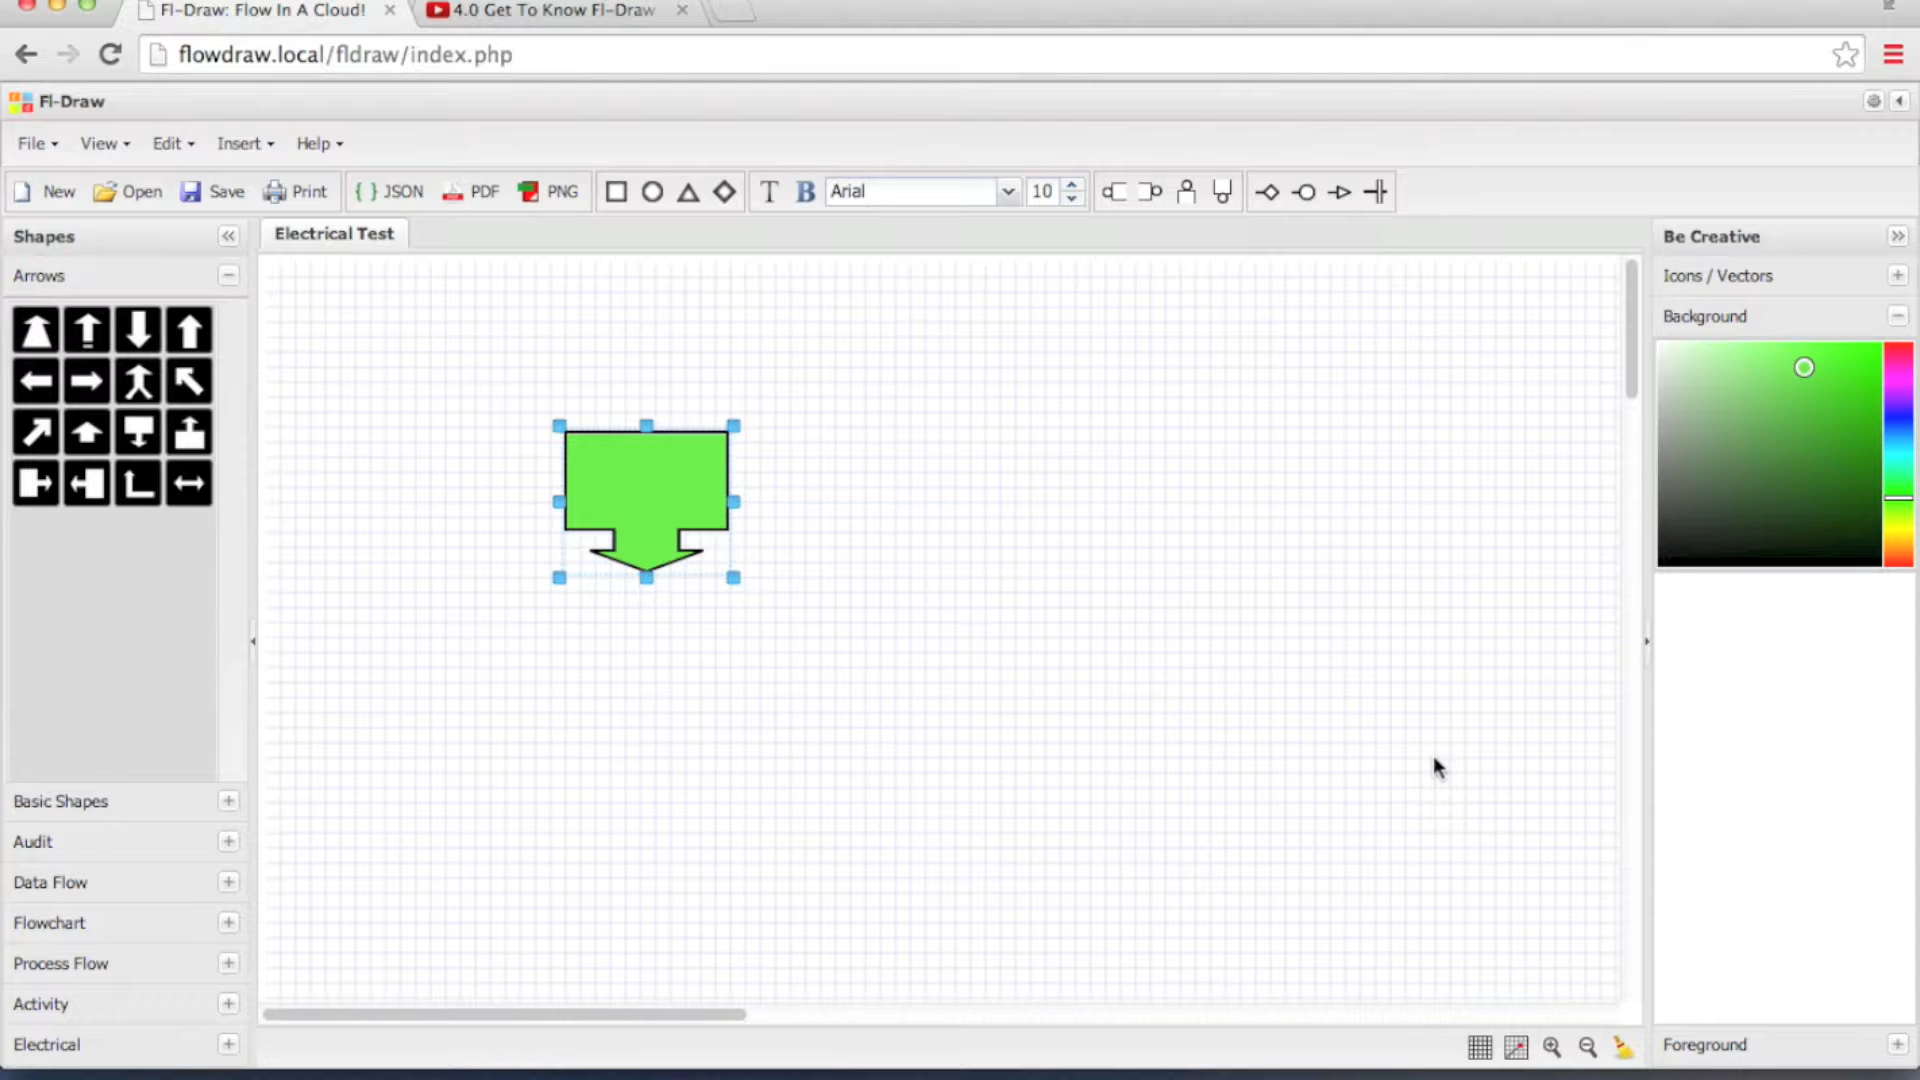 Fl-Draw: Flow In A Cloud!
4.0 Get To Know Fl-Draw
flowdraw.local/fldraw/index.php
Fl-Draw
File View Edit Insert Help
New Open Save Print { } JSON PDF PNG T B Arial 10
Shapes
Electrical Test
Be Creative
Arrows
Icons / Vectors
Background
Basic Shapes
Audit
Data Flow
Flowchart
Process Flow
Activity
Electrical
Foreground